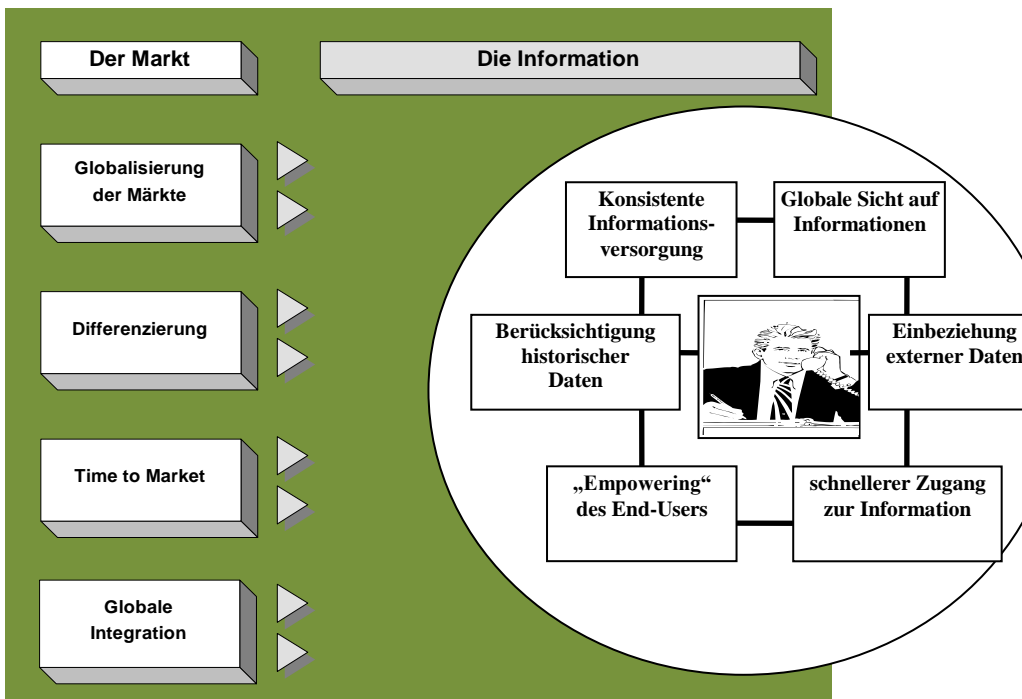 Der Markt
Die Information
Globalisierung
der Märkte
Differenzierung
Time to Market
Globale
Integration
Konsistente
Informations-
versorgung
Globale Sicht auf
Informationen
Berücksichtigung
historischer
Daten
Einbeziehung
externer Daten
„Empowering“
des End-Users
schnellerer Zugang
zur Information